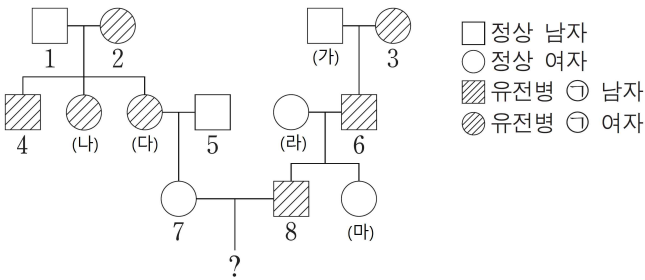 1
2
(가)
3
정상 남자
정상 여자
유전병 ㉠ 남자
유전병 ㉠ 여자
4
(나)
(다)
5
(라)
6
7
8
(마)
?